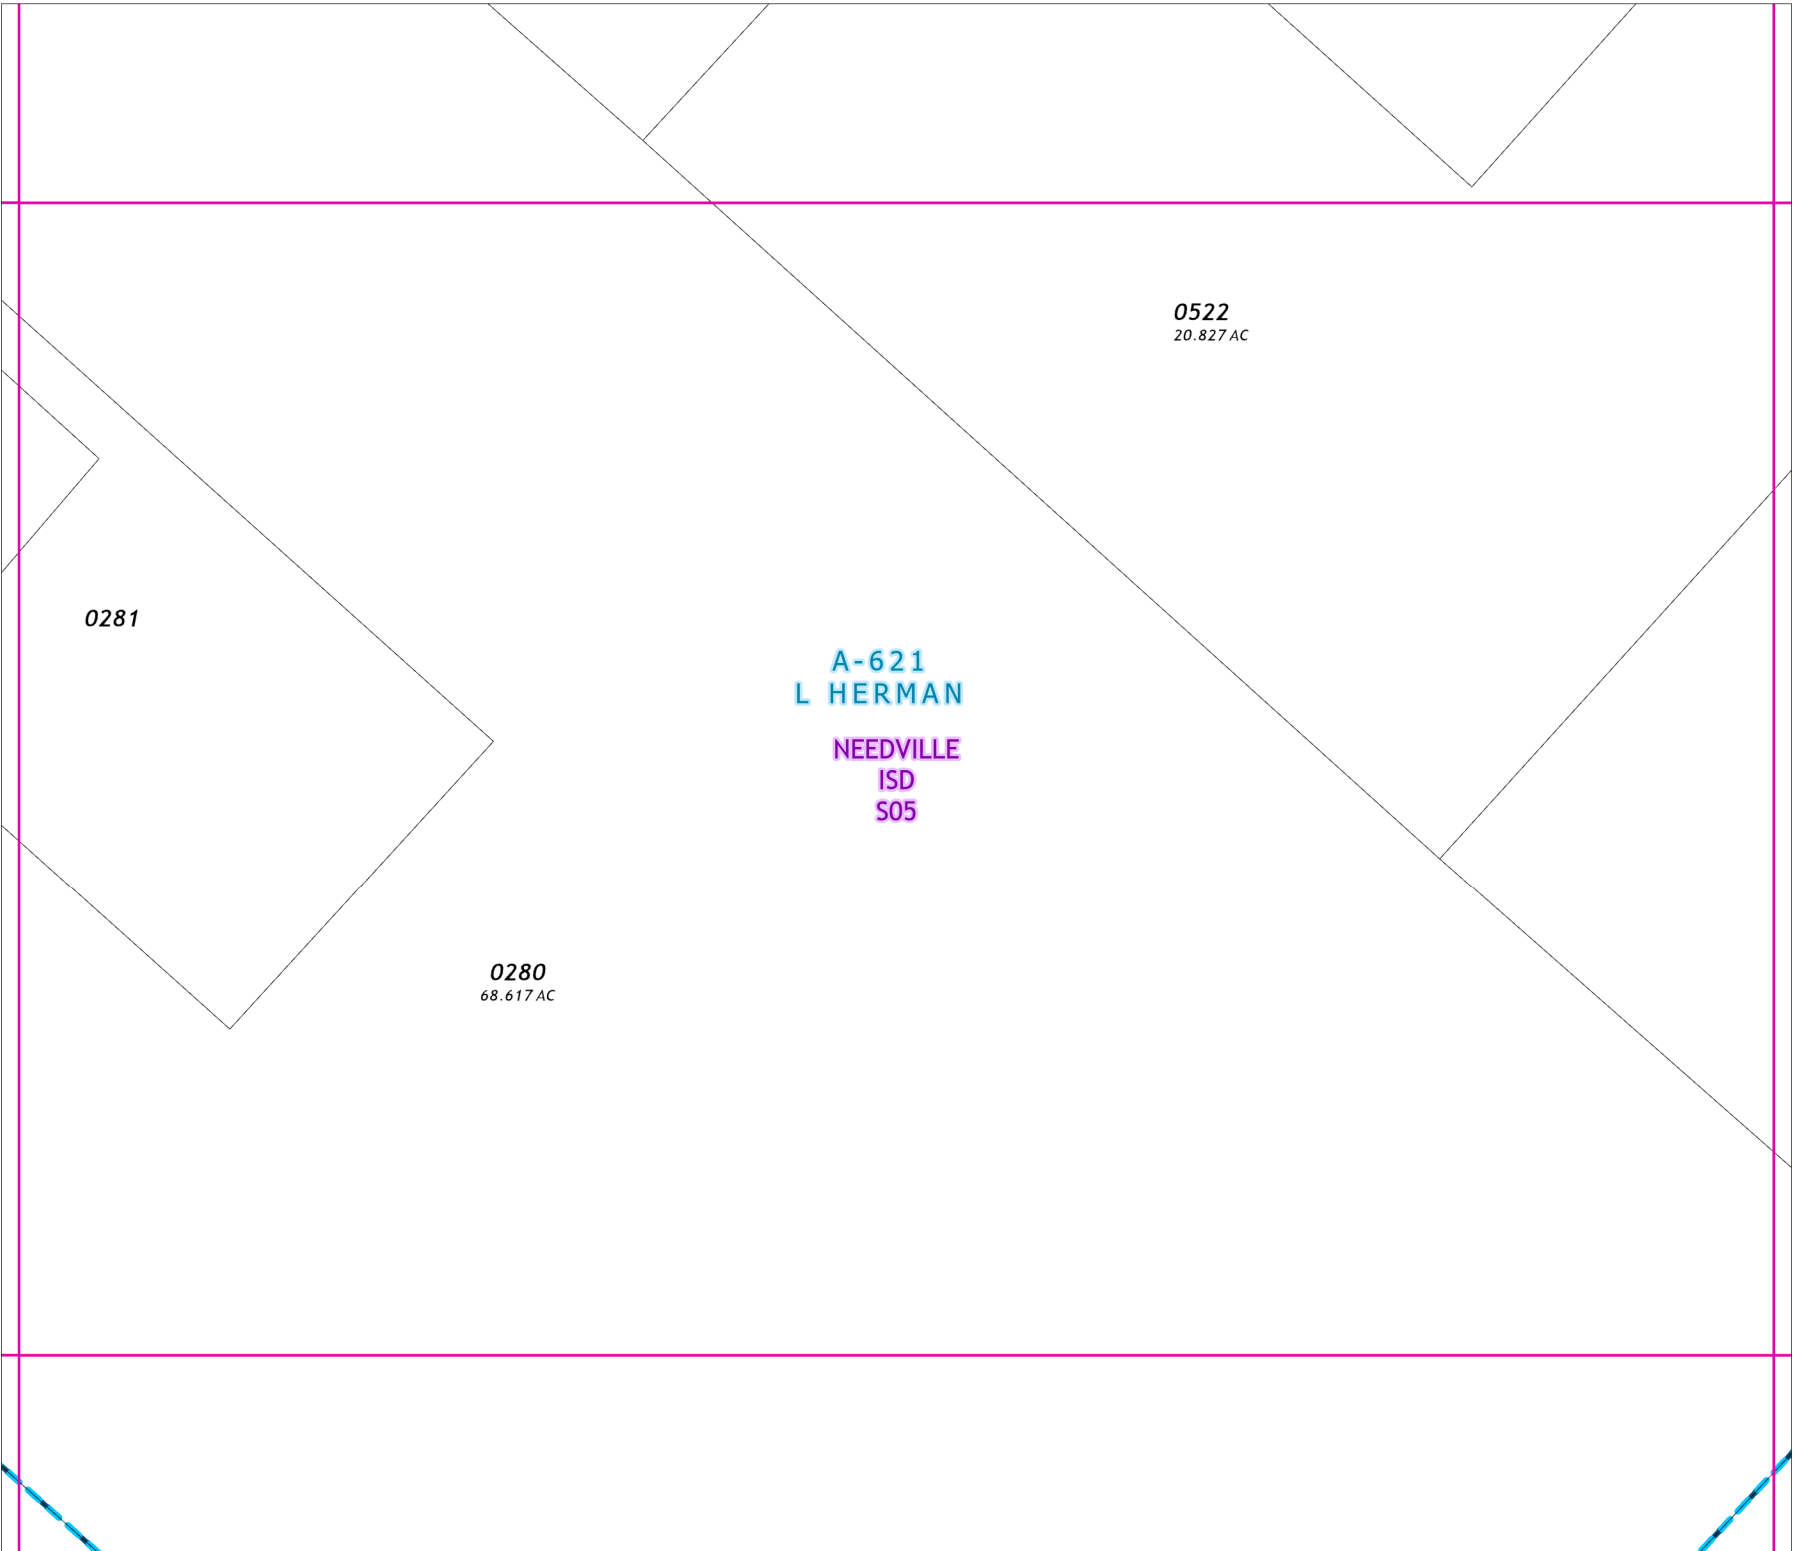 0522
20.827 AC
0281
A-621
L HERMAN
NEEDVILLE
ISD
S05
0280
68.617 AC